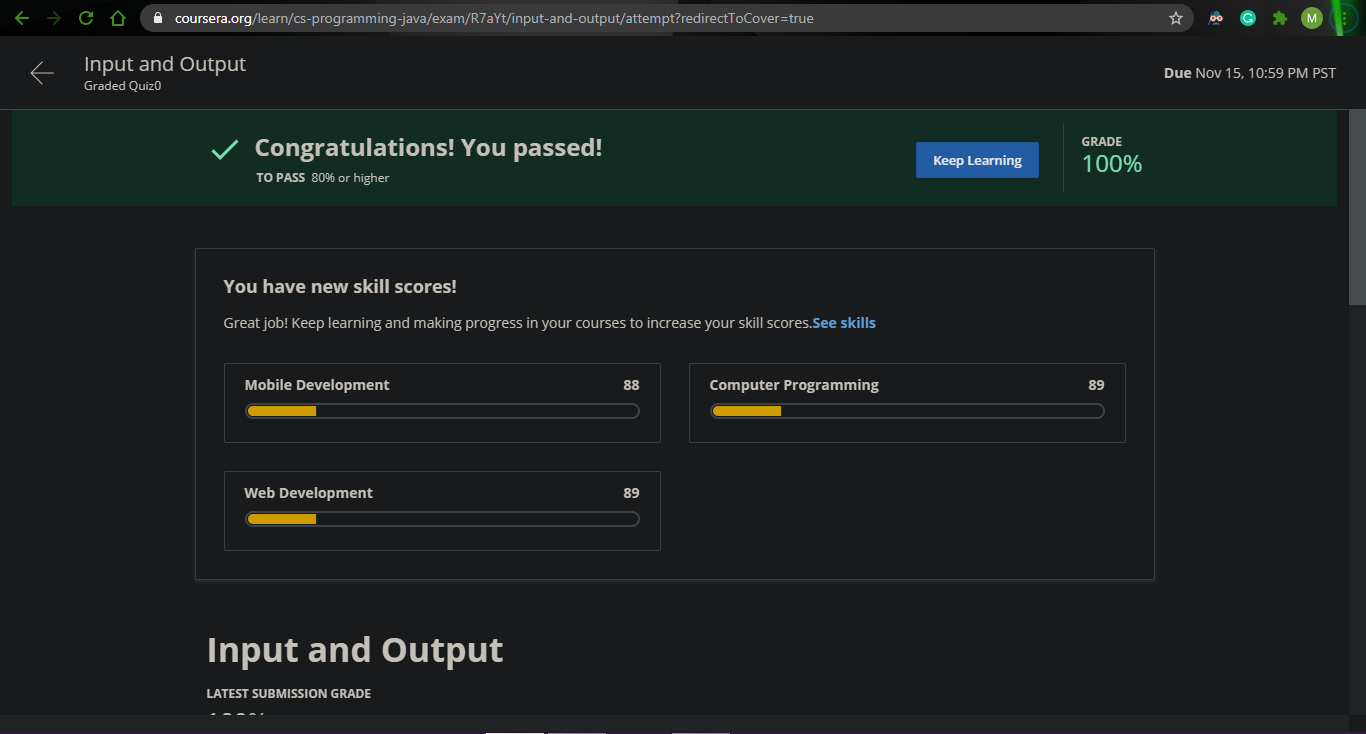 coursera.org/learn/cs-programming-java/exam/R7aYt/input-and-output/attempt?redirectToCover=true
M
Input and Output
Graded Quiz0
Due Nov 15, 10:59 PM PST
Congratulations! You passed!
TO PASS 80% or higher
Keep Learning
GRADE
100%
You have new skill scores!
Great job! Keep learning and making progress in your courses to increase your skill scores.See skills
Mobile Development 88
Computer Programming 89
Web Development 89
Input and Output
LATEST SUBMISSION GRADE